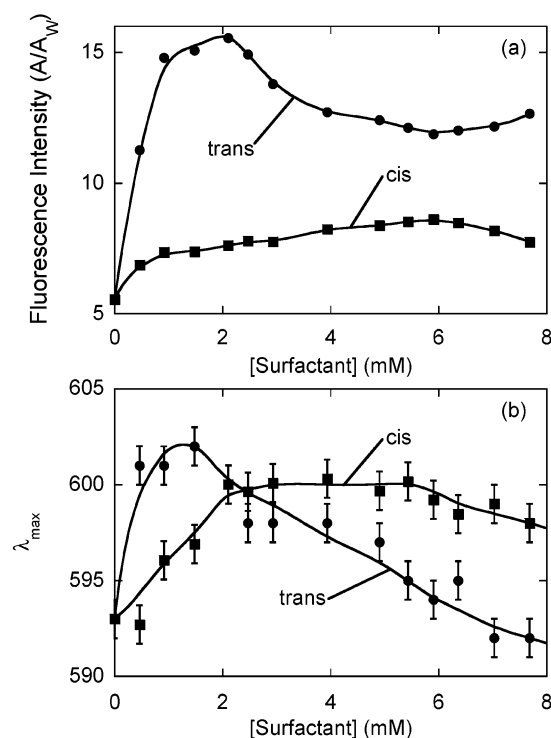 (a)
Fluorescence Intensity (A/A_W)
15
10
5
trans
cis
0 2 4 6 8
[Surfactant] (mM)
(b)
λmax
605
600
595
590
cis
trans
0 2 4 6 8
[Surfactant] (mM)